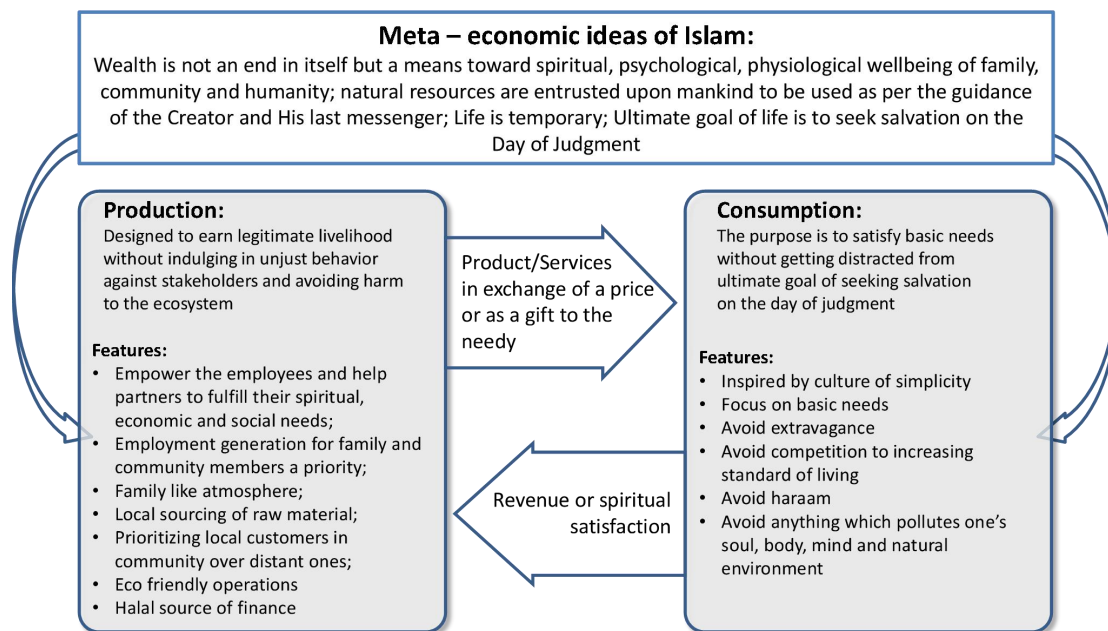 Meta – economic ideas of Islam:
Wealth is not an end in itself but a means toward spiritual, psychological, physiological wellbeing of family,
community and humanity; natural resources are entrusted upon mankind to be used as per the guidance
of the Creator and His last messenger; Life is temporary; Ultimate goal of life is to seek salvation on the
Day of Judgment
Production:
Designed to earn legitimate livelihood
without indulging in unjust behavior
against stakeholders and avoiding harm
to the ecosystem
Features:
• Empower the employees and help
partners to fulfill their spiritual,
economic and social needs;
• Employment generation for family and
community members a priority;
• Family like atmosphere;
• Local sourcing of raw material;
• Prioritizing local customers in
community over distant ones;
• Eco friendly operations
• Halal source of finance
Product/Services
in exchange of a price
or as a gift to the
needy
Revenue or spiritual
satisfaction
Consumption:
The purpose is to satisfy basic needs
without getting distracted from
ultimate goal of seeking salvation
on the day of judgment
Features:
• Inspired by culture of simplicity
• Focus on basic needs
• Avoid extravagance
• Avoid competition to increasing
standard of living
• Avoid haraam
• Avoid anything which pollutes one's
soul, body, mind and natural
environment